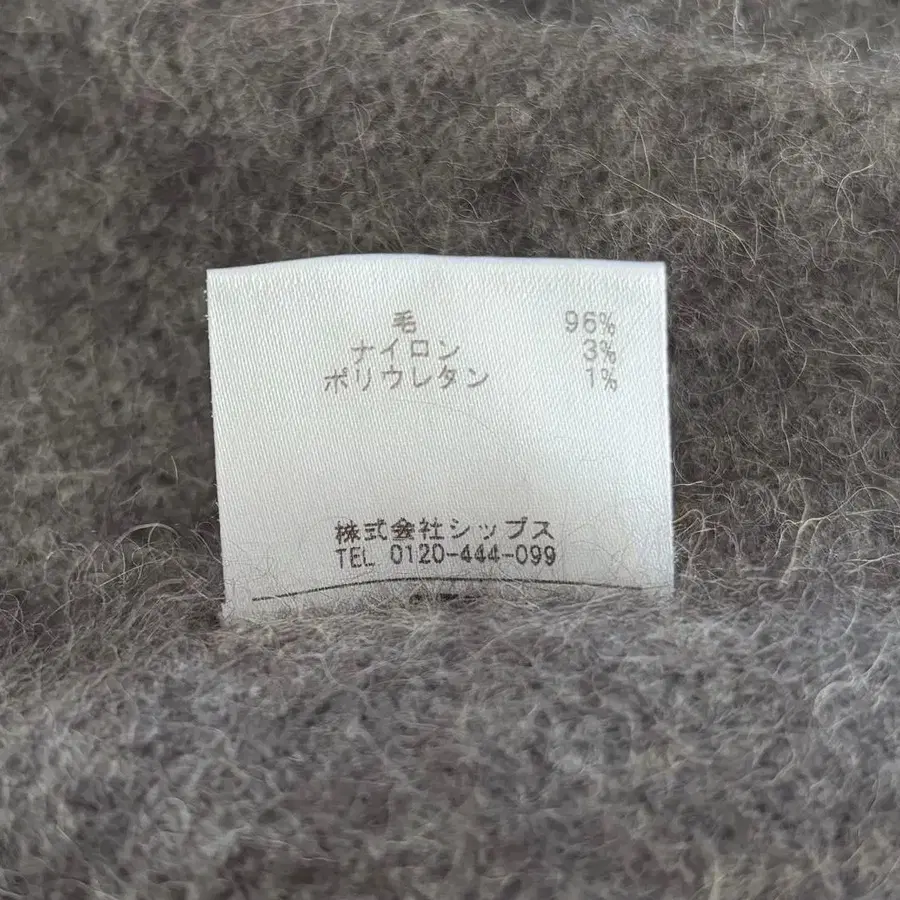 毛 96%
ナイロン 3%
ポリウレタン 1%
株式会社シップス
TEL 0120-444-099